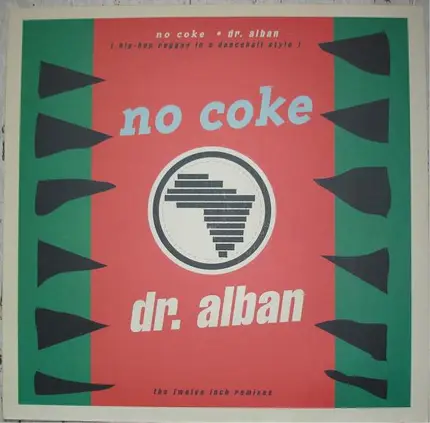 no coke • dr. alban
( hip-hop reggae in a dancehall style )
no coke
dr. alban
the twelve inch remixes